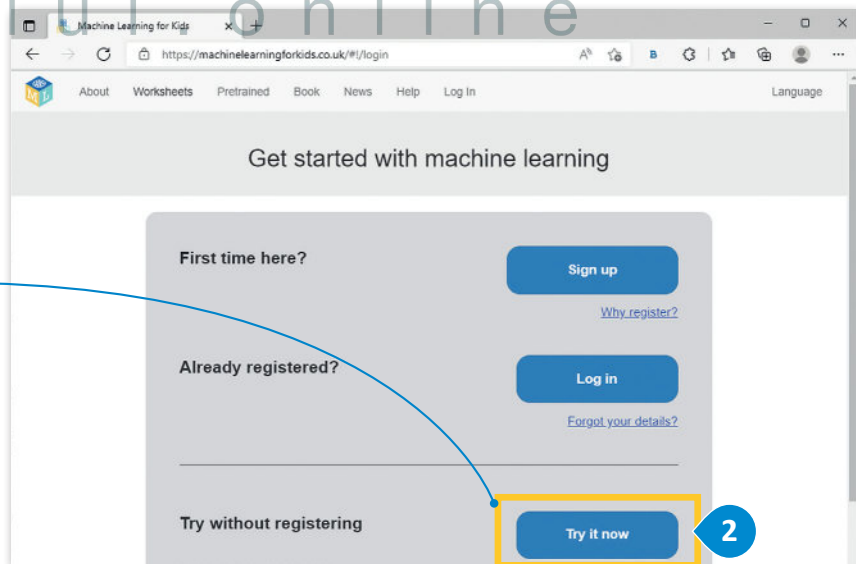 u l . o n l i n e
Machine Learning for Kids
https://machinelearningforkids.co.uk/#!/login
About Worksheets Pretrained Book News Help Log In Language
Get started with machine learning
First time here?
Sign up
Why register?
Already registered?
Log in
Forgot your details?
Try without registering
Try it now
2